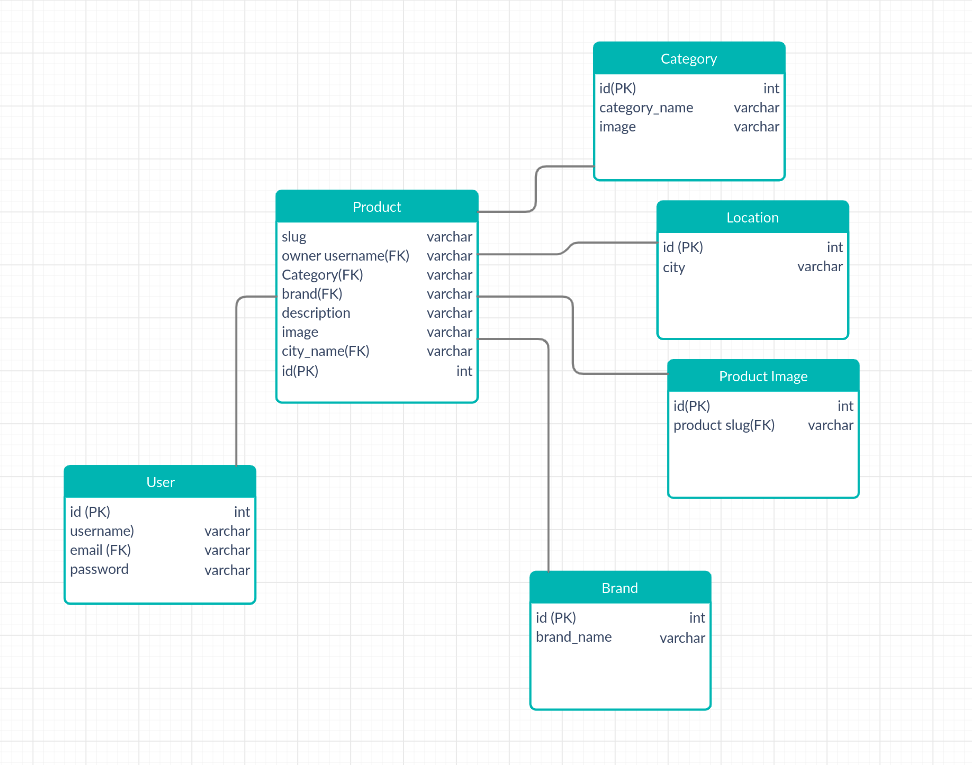 Category
id(PK) int
category_name varchar
image varchar
Product
slug varchar
owner username(FK) varchar
Category(FK) varchar
brand(FK) varchar
description varchar
image varchar
city_name(FK) varchar
id(PK) int
Location
id (PK) int
city varchar
Product Image
id(PK) int
product slug(FK) varchar
User
id (PK) int
username) varchar
email (FK) varchar
password varchar
Brand
id (PK) int
brand_name varchar